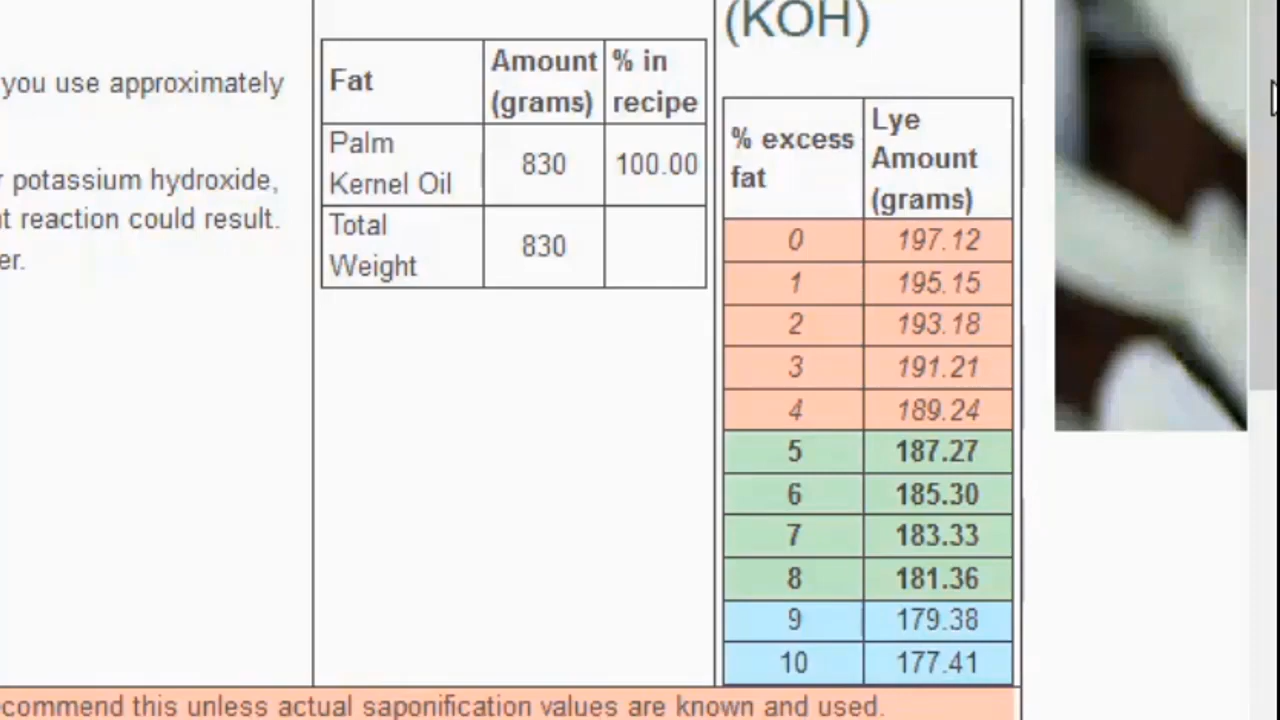 you use approximately
potassium hydroxide,
reaction could result.
Fat
Amount
(grams)
% in
recipe
Palm
Kernel Oil
830
100.00
Total
Weight
830
(KOH)
% excess
fat
Lye
Amount
(grams)
0 197.12
1 195.15
2 193.18
3 191.21
4 189.24
5 187.27
6 185.30
7 183.33
8 181.36
9 179.38
10 177.41
commend this unless actual saponification values are known and used.